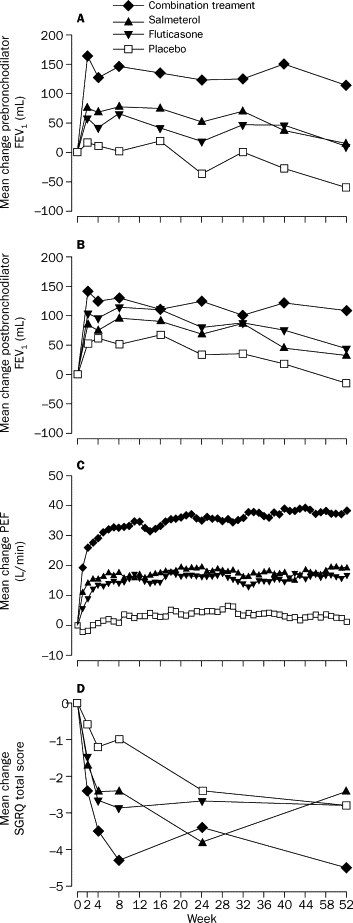 Combination treament
Salmeterol
Fluticasone
Placebo
A
Mean change prebronchodilator
FEV1 (mL)
200
150
100
50
0
−50
−100
B
Mean change postbronchodilator
FEV1 (mL)
200
150
100
50
0
−50
−100
C
Mean change PEF
(L/min)
50
40
30
20
10
0
−10
D
Mean change
SGRQ total score
0
−1
−2
−3
−4
−5
0 2 4 8 12 16 20 24 28 32 36 40 44 48 52
Week